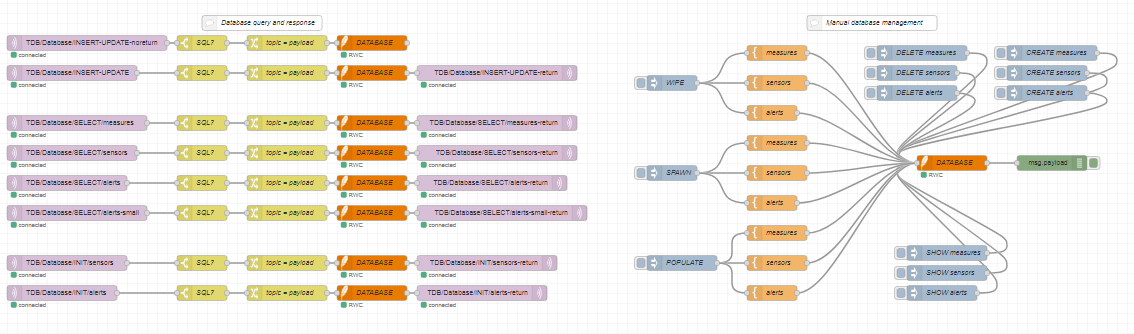 Database query and response
TDB/Database/INSERT-UPDATE-noreturn SQL? topic = payload DATABASE
connected RWC
TDB/Database/INSERT-UPDATE SQL? topic = payload DATABASE TDB/Database/INSERT-UPDATE-return
connected RWC connected
TDB/Database/SELECT/measures SQL? topic = payload DATABASE TDB/Database/SELECT/measures-return
connected RWC connected
TDB/Database/SELECT/sensors SQL? topic = payload DATABASE TDB/Database/SELECT/sensors-return
connected RWC connected
TDB/Database/SELECT/alerts SQL? topic = payload DATABASE TDB/Database/SELECT/alerts-return
connected RWC connected
TDB/Database/SELECT/alerts-small SQL? topic = payload DATABASE TDB/Database/SELECT/alerts-small-return
connected RWC connected
TDB/Database/INIT/sensors SQL? topic = payload DATABASE TDB/Database/INIT/sensors-return
connected RWC connected
TDB/Database/INIT/alerts SQL? topic = payload DATABASE TDB/Database/INIT/alerts-return
connected RWC connected
Manual database management
measures DELETE measures CREATE measures
DELETE sensors CREATE sensors
WIPE sensors
DELETE alerts CREATE alerts
alerts
measures
DATABASE msg.payload
RWC
SPAWN sensors
alerts
measures
SHOW measures
POPULATE sensors
SHOW sensors
alerts SHOW alerts